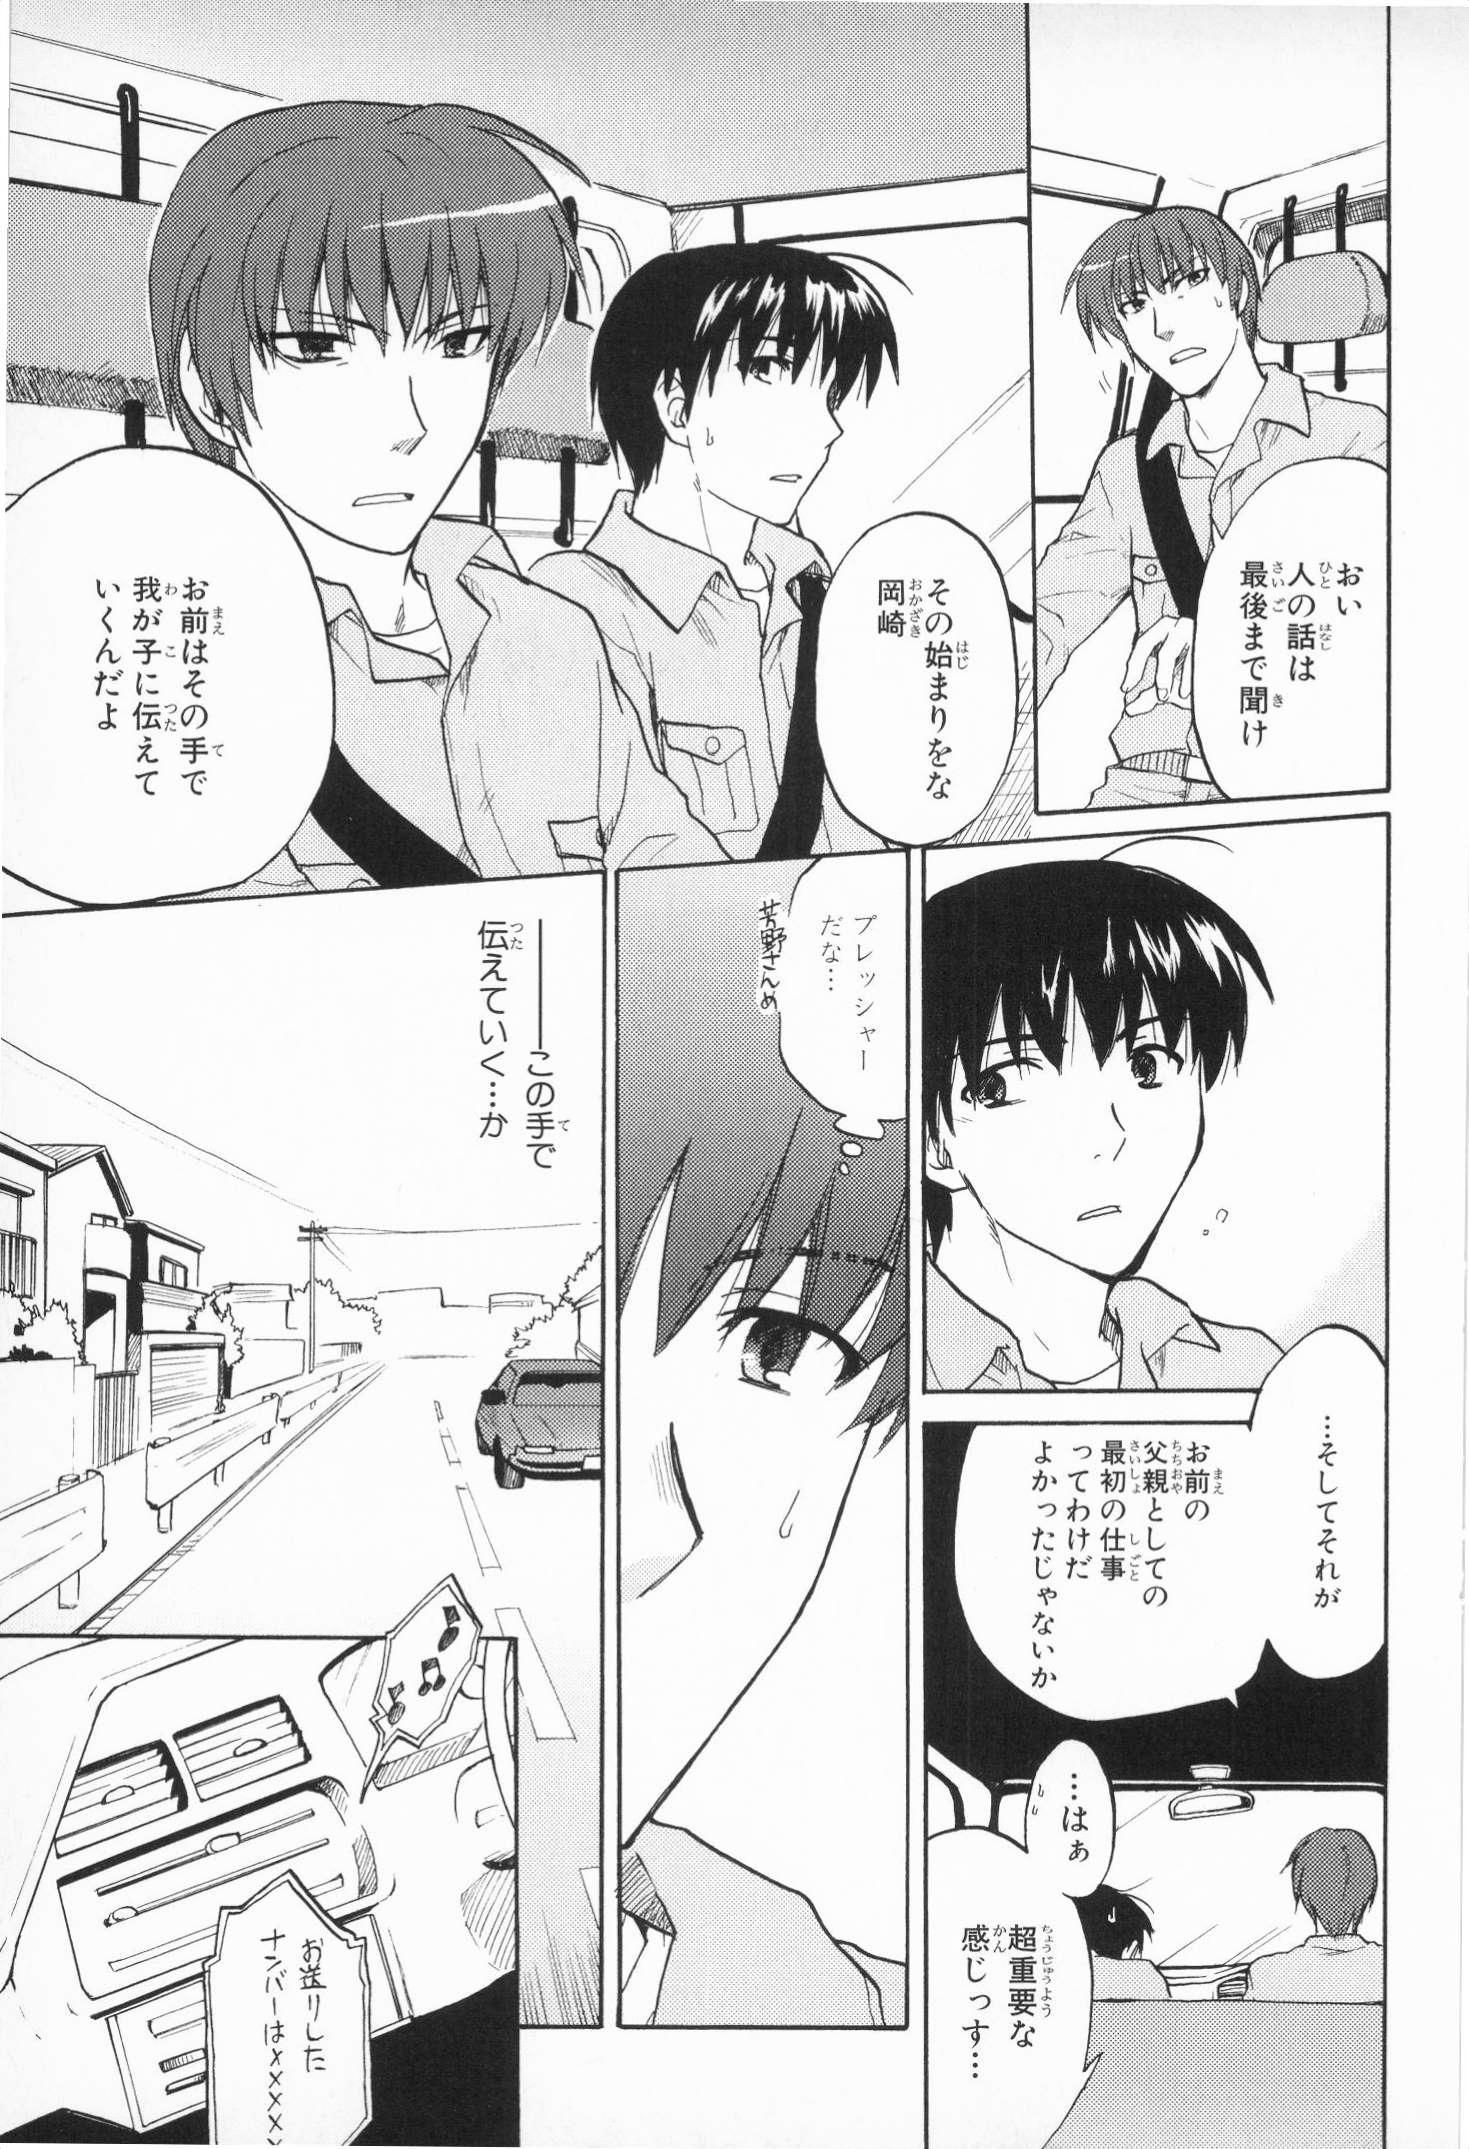 おい
人の話は
最後まで聞け
その始まりをな
岡崎
お前はその手で
我が子に伝えて
いくんだよ
…そしてそれが
お前の
父親としての
最初の仕事
ってわけだ
よかったじゃないか
…はぁ
超重要な
感じっす…
プレッシャー
だな…
芳野さんめ
――この手で
伝えていく…か
お送りした
ナンバーは××××